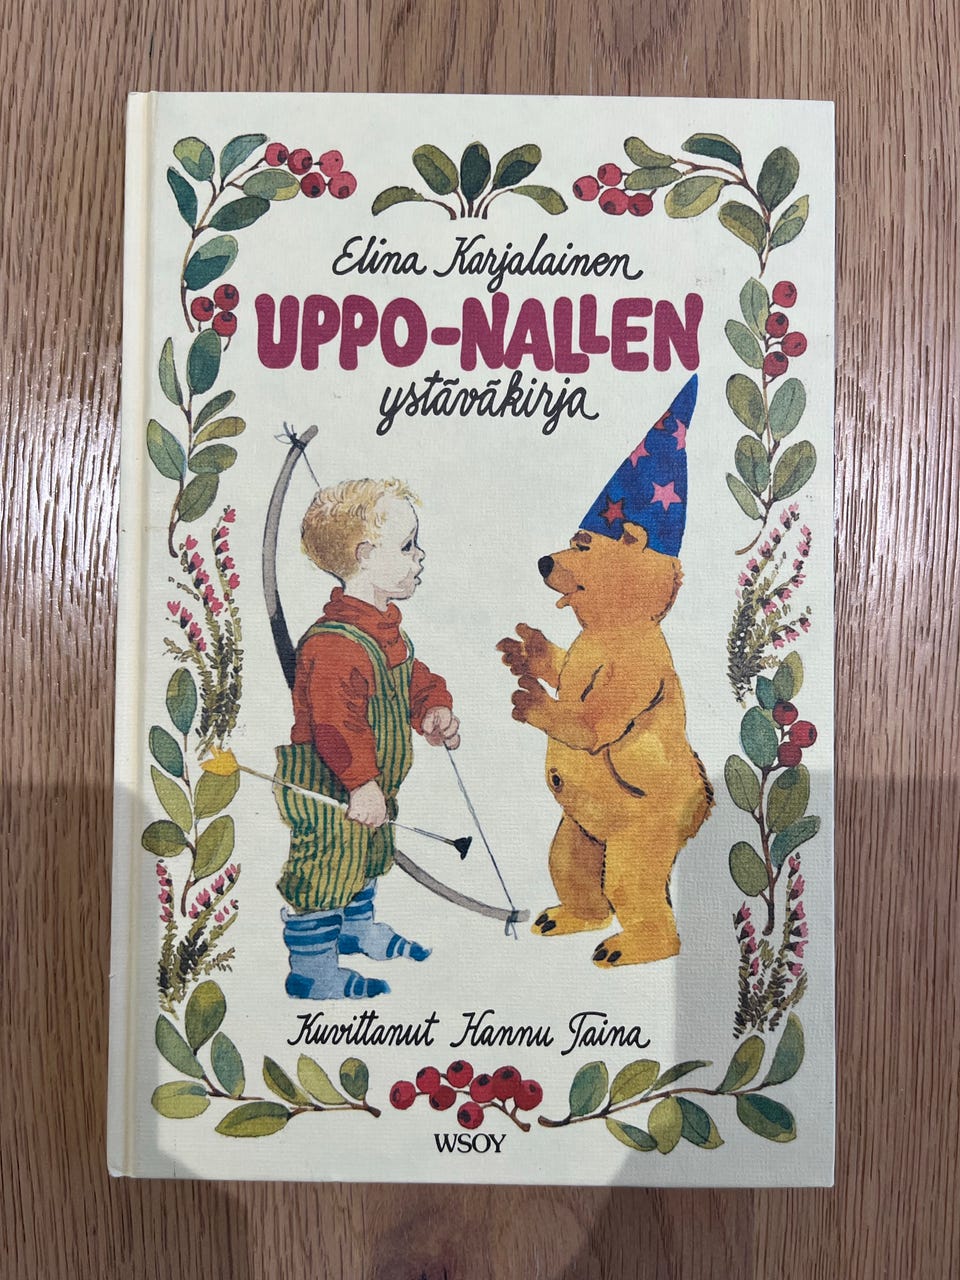 Elina Karjalainen
UPPO-NALLEN
ystäväkirja
Kuvittanut Hannu Taina
WSOY